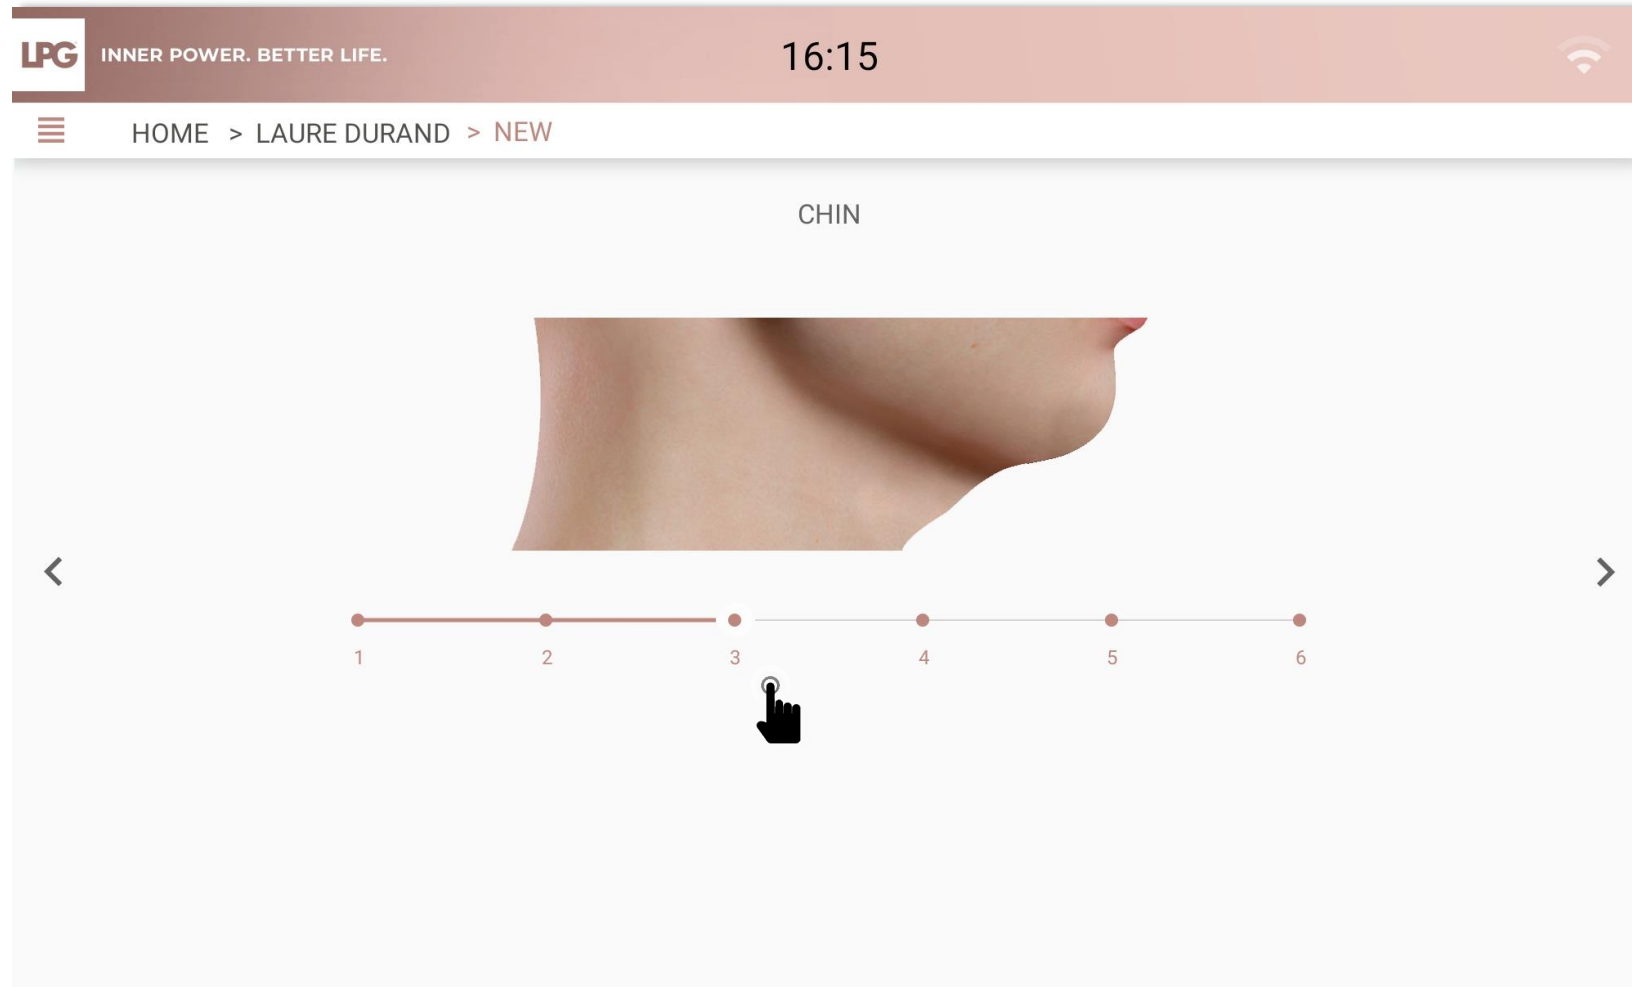 LPG INNER POWER. BETTER LIFE. 16:15
HOME > LAURE DURAND > NEW
CHIN
1 2 3 4 5 6